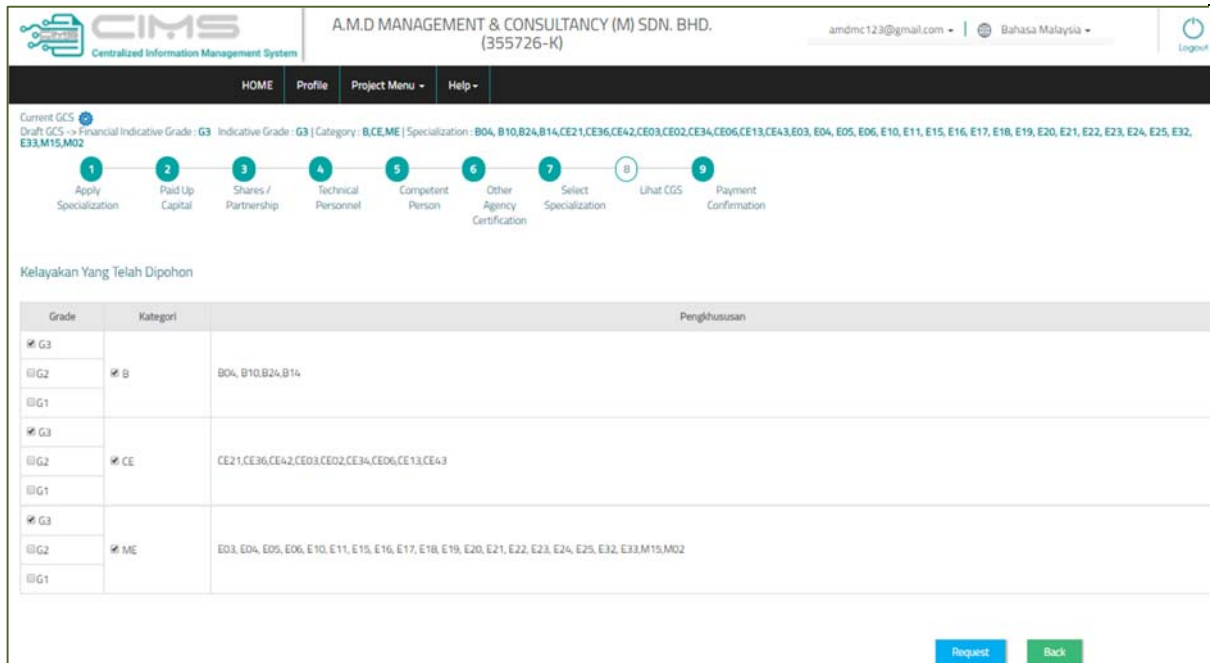 CIMS
Centralized Information Management System
A.M.D MANAGEMENT & CONSULTANCY (M) SDN. BHD.
(355726-K)
amdmc123@gmail.com
Bahasa Malaysia
Logout
HOME Profile Project Menu Help
Current GCS
Draft GCS -> Financial Indicative Grade : G3 Indicative Grade : G3 | Category : B,CE,ME | Specialization : B04, B10,B24,B14,CE21,CE36,CE42,CE03,CE02,CE34,CE06,CE13,CE43,E03, E04, E05, E06, E10, E11, E15, E16, E17, E18, E19, E20, E21, E22, E23, E24, E25, E32,
E33,M15,M02
1 2 3 4 5 6 7 8 9
Apply Paid Up Shares / Technical Competent Other Select Lihat CGS Payment
Specialization Capital Partnership Personnel Person Agency Specialization Confirmation
Certification
Kelayakan Yang Telah Dipohon
Grade Kategori Pengkhususan
G3
G2 B B04, B10,B24,B14
G1
G3
G2 CE CE21,CE36,CE42,CE03,CE02,CE34,CE06,CE13,CE43
G1
G3
G2 ME E03, E04, E05, E06, E10, E11, E15, E16, E17, E18, E19, E20, E21, E22, E23, E24, E25, E32, E33,M15,M02
G1
Request Back